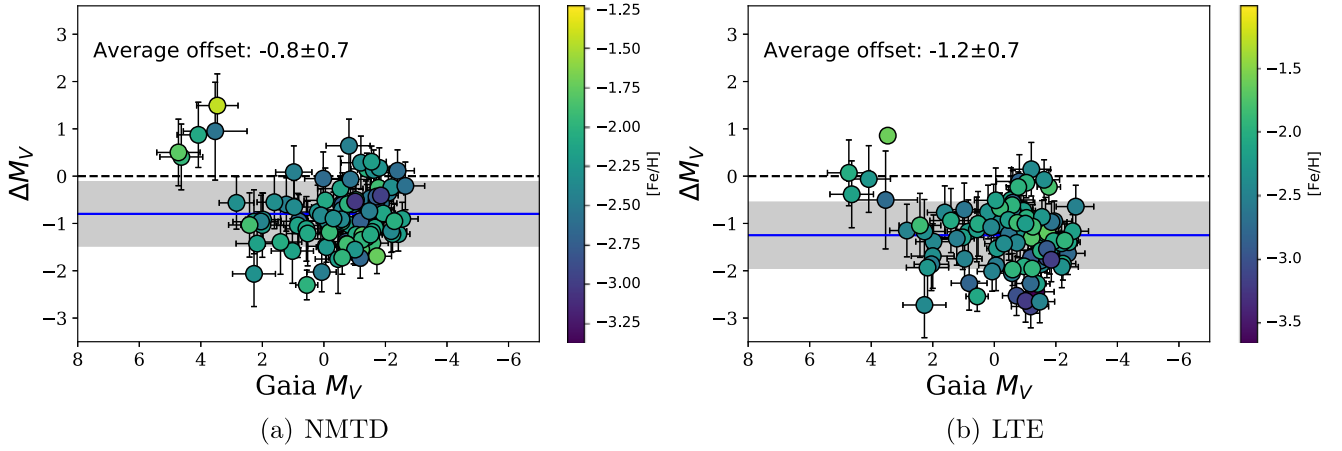 Average offset: -0.8±0.7
3
2
1
0
−1
−2
−3
ΔM_V
8 6 4 2 0 −2 −4 −6
Gaia M_V
−1.25
−1.50
−1.75
−2.00
−2.25
−2.50
−2.75
−3.00
−3.25
[Fe/H]
(a) NMTD
Average offset: -1.2±0.7
3
2
1
0
−1
−2
−3
ΔM_V
8 6 4 2 0 −2 −4 −6
Gaia M_V
−1.5
−2.0
−2.5
−3.0
−3.5
[Fe/H]
(b) LTE